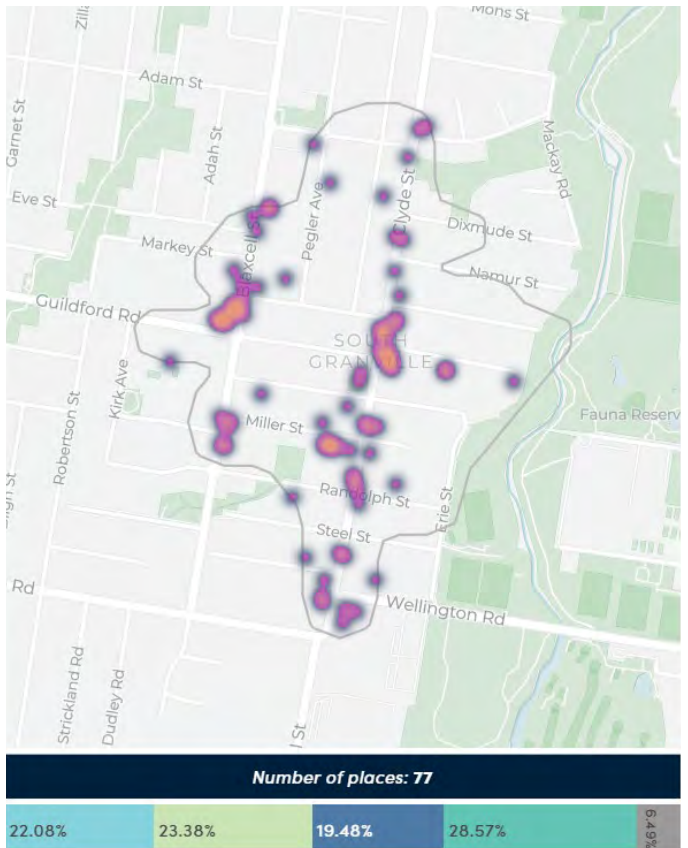 Mons St
Adam St
Garnet St
Adah St
Mackay Rd
Eve St
Pegler Ave
Clyde St
Dixmude St
Markey St
Namur St
Guildford Rd
SOUTH
GRANVILLE
Kirk Ave
Robertson St
Miller St
Fauna Reserv
Randolph St
Erie St
Steel St
Rd
Wellington Rd
Strickland Rd
Dudley Rd
l St
Number of places: 77
22.08%
23.38%
19.48%
28.57%
6.49%